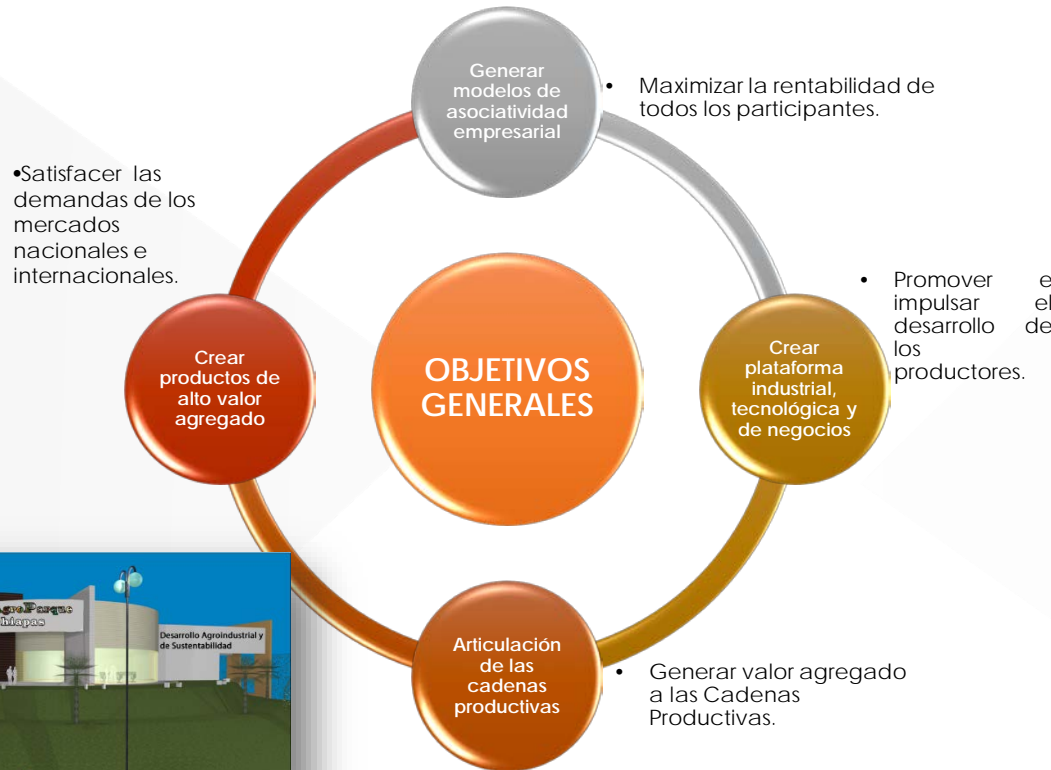 Generar
modelos de
asociatividad
empresarial
• Maximizar la rentabilidad de
todos los participantes.
•Satisfacer las
demandas de los
mercados
nacionales e
internacionales.
• Promover e
impulsar el
desarrollo de
los
productores.
Crear
plataforma
industrial,
tecnológica y
de negocios
OBJETIVOS
GENERALES
Crear
productos de
alto valor
agregado
Articulación
de las
cadenas
productivas
• Generar valor agregado
a las Cadenas
Productivas.
AgroParque
hiapas
Desarrollo Agroindustrial y
de Sustentabilidad